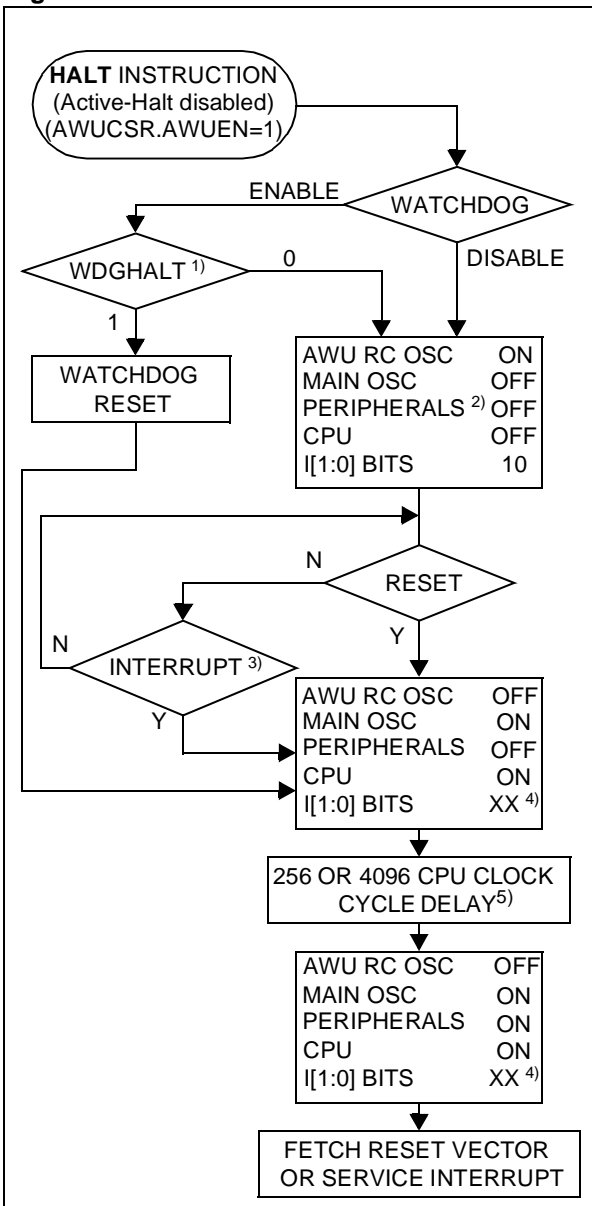 HALT INSTRUCTION
(Active-Halt disabled)
(AWUCSR.AWUEN=1)
ENABLE
WATCHDOG
WDGHALT 1)
0
DISABLE
1
WATCHDOG
RESET
AWU RC OSC ON
MAIN OSC OFF
PERIPHERALS 2) OFF
CPU OFF
I[1:0] BITS 10
N
RESET
N
Y
INTERRUPT 3)
Y
AWU RC OSC OFF
MAIN OSC ON
PERIPHERALS OFF
CPU ON
I[1:0] BITS XX 4)
256 OR 4096 CPU CLOCK
CYCLE DELAY5)
AWU RC OSC OFF
MAIN OSC ON
PERIPHERALS ON
CPU ON
I[1:0] BITS XX 4)
FETCH RESET VECTOR
OR SERVICE INTERRUPT